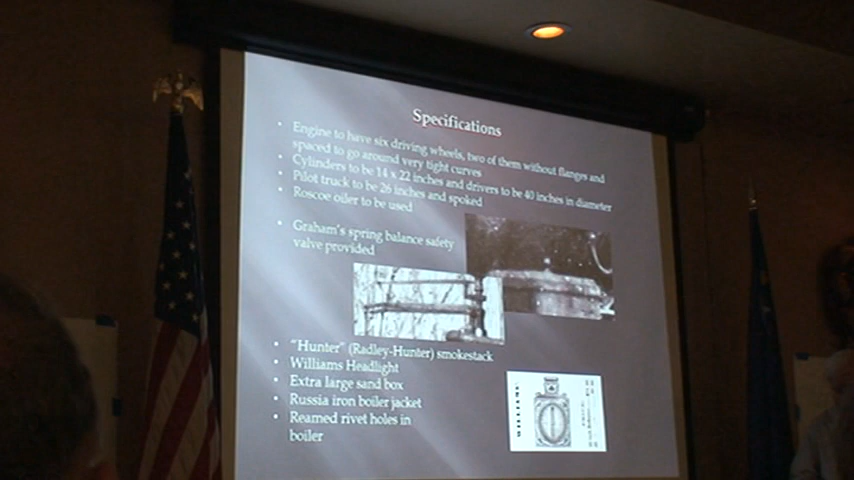 Specifications
• Engine to have six driving wheels, two of them without flanges and
spaced to go around very tight curves
• Cylinders to be 14 x 22 inches and drivers to be 40 inches in diameter
• Pilot truck to be 26 inches and spoked
• Roscoe oiler to be used
• Graham's spring balance safety
valve provided
• "Hunter" (Radley-Hunter) smokestack
• Williams Headlight
• Extra large sand box
• Russia iron boiler jacket
• Reamed rivet holes in
boiler
WILLIAMS